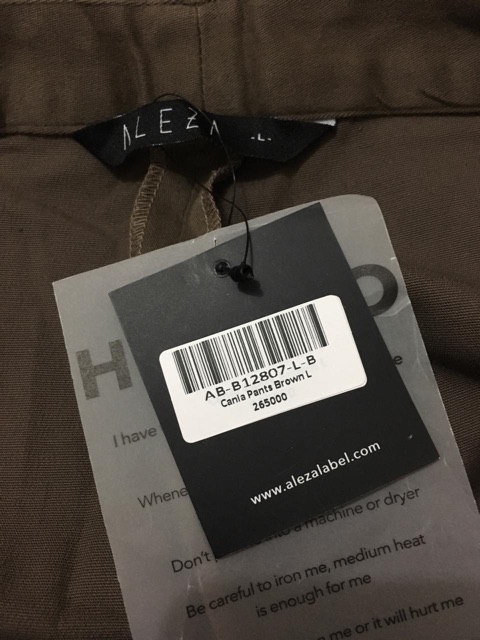 ALEZA
.L.
H O
AB-B12807-L-B
Cania Pants Brown L
265000
I have
www.alezalabel.com
Whene
a machine or dryer
Don't
Be careful to iron me, medium heat
is enough for me
me or it will hurt me